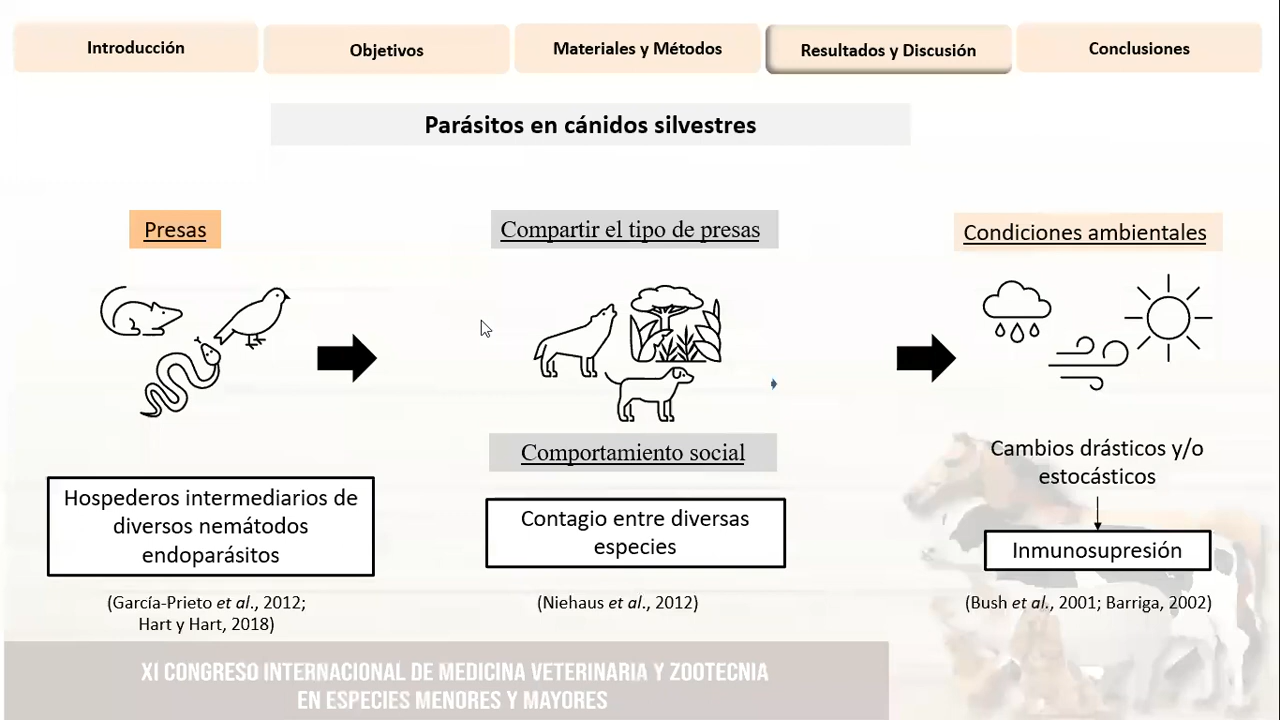 Introducción
Objetivos
Materiales y Métodos
Resultados y Discusión
Conclusiones
Parásitos en cánidos silvestres
Presas
Hospederos intermediarios de
diversos nemátodos
endoparásitos
(García-Prieto et al., 2012;
Hart y Hart, 2018)
Compartir el tipo de presas
Comportamiento social
Contagio entre diversas
especies
(Niehaus et al., 2012)
Condiciones ambientales
Cambios drásticos y/o
estocásticos
Inmunosupresión
(Bush et al., 2001; Barriga, 2002)
XI CONGRESO INTERNACIONAL DE MEDICINA VETERINARIA Y ZOOTECNIA
EN ESPECIES MENORES Y MAYORES